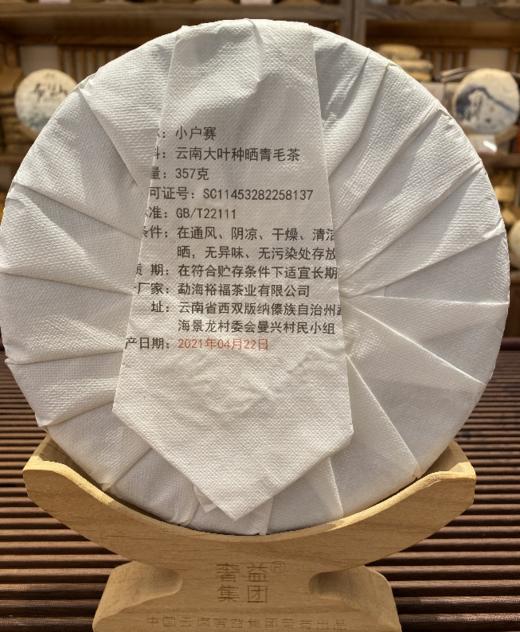 ：小户赛
料：云南大叶种晒青毛茶
量：357克
可证号：SC11453282258137
准：GB/T22111
条件：在通风、阴凉、干燥、清洁
晒，无异味、无污染处存放
质 期：在符合贮存条件下适宜长期
厂家：勐海裕福茶业有限公司
址：云南省西双版纳傣族自治州
海景龙村委会曼兴村民小组
产日期：2021年04月22日
奢益®
集团